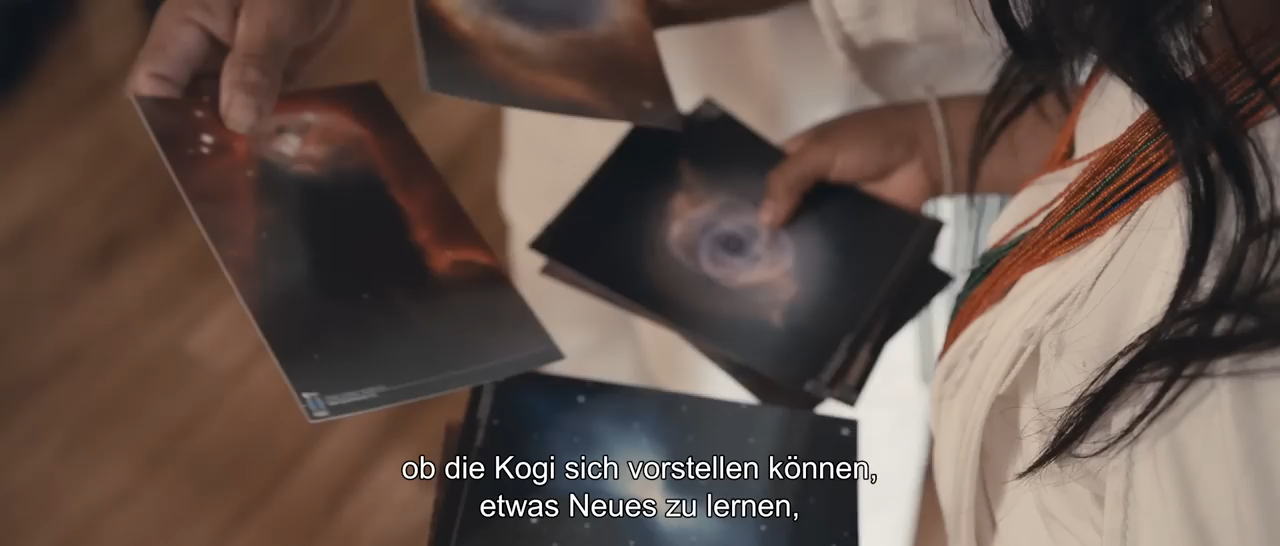 ob die Kogi sich vorstellen können,
etwas Neues zu lernen,